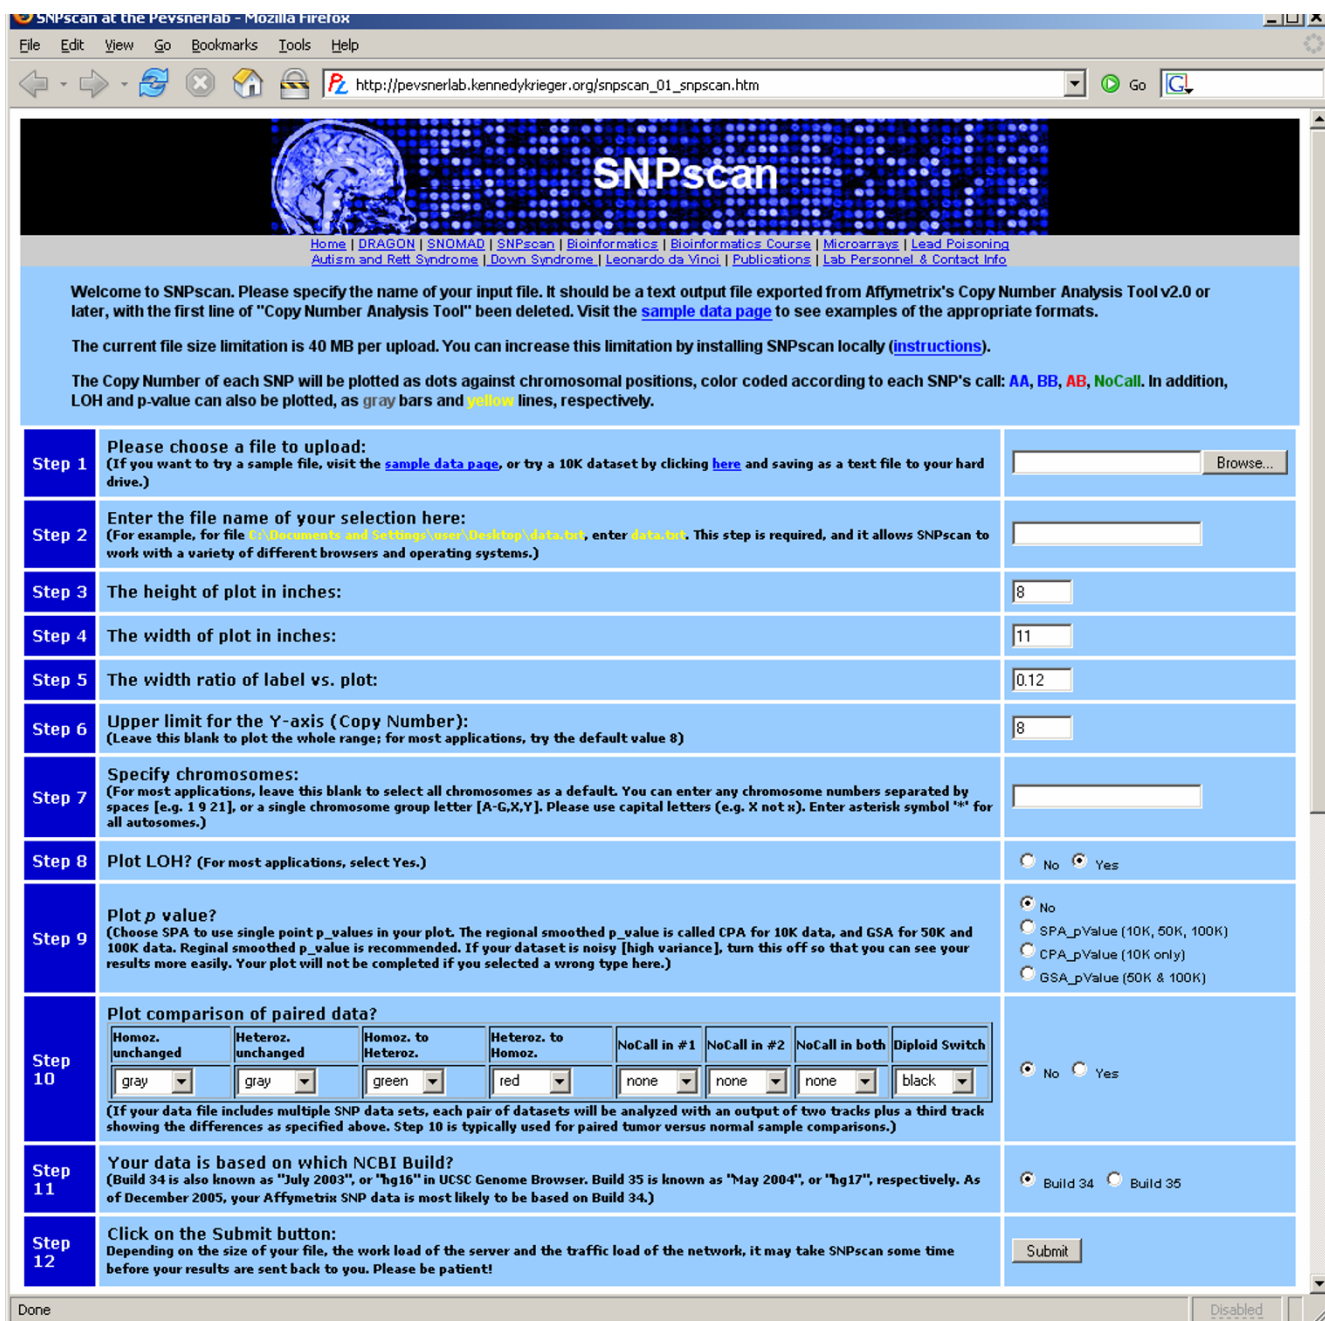 SNPscan at the Pevsnerlab - Mozilla Firefox
File Edit View Go Bookmarks Tools Help
http://pevsnerlab.kennedykrieger.org/snpscan_01_snpscan.htm
Go
SNPscan
Home | DRAGON | SNOMAD | SNPscan | Bioinformatics | Bioinformatics Course | Microarrays | Lead Poisoning
Autism and Rett Syndrome | Down Syndrome | Leonardo da Vinci | Publications | Lab Personnel & Contact Info
Welcome to SNPscan. Please specify the name of your input file. It should be a text output file exported from Affymetrix's Copy Number Analysis Tool v2.0 or
later, with the first line of "Copy Number Analysis Tool" been deleted. Visit the sample data page to see examples of the appropriate formats.
The current file size limitation is 40 MB per upload. You can increase this limitation by installing SNPscan locally (instructions).
The Copy Number of each SNP will be plotted as dots against chromosomal positions, color coded according to each SNP's call: AA, BB, AB, NoCall. In addition,
LOH and p-value can also be plotted, as gray bars and yellow lines, respectively.
Step 1
Please choose a file to upload:
(If you want to try a sample file, visit the sample data page, or try a 10K dataset by clicking here and saving as a text file to your hard
drive.)
Browse...
Step 2
Enter the file name of your selection here:
(For example, for file C:\Documents and Settings\user\Desktop\data.txt, enter data.txt. This step is required, and it allows SNPscan to
work with a variety of different browsers and operating systems.)
Step 3
The height of plot in inches:
8
Step 4
The width of plot in inches:
11
Step 5
The width ratio of label vs. plot:
0.12
Step 6
Upper limit for the Y-axis (Copy Number):
(Leave this blank to plot the whole range; for most applications, try the default value 8)
8
Step 7
Specify chromosomes:
(For most applications, leave this blank to select all chromosomes as a default. You can enter any chromosome numbers separated by
spaces [e.g. 1 9 21], or a single chromosome group letter [A-G,X,Y]. Please use capital letters (e.g. X not x). Enter asterisk symbol '*' for
all autosomes.)
Step 8
Plot LOH? (For most applications, select Yes.)
No Yes
Step 9
Plot p value?
(Choose SPA to use single point p_values in your plot. The regional smoothed p_value is called CPA for 10K data, and GSA for 50K and
100K data. Reginal smoothed p_value is recommended. If your dataset is noisy [high variance], turn this off so that you can see your
results more easily. Your plot will not be completed if you selected a wrong type here.)
No
SPA_pValue (10K, 50K, 100K)
CPA_pValue (10K only)
GSA_pValue (50K & 100K)
Step
10
Plot comparison of paired data?
Homoz. unchanged Heteroz. unchanged Homoz. to Heteroz. Heteroz. to Homoz. NoCall in #1 NoCall in #2 NoCall in both Diploid Switch
gray gray green red none none none black
(If your data file includes multiple SNP data sets, each pair of datasets will be analyzed with an output of two tracks plus a third track
showing the differences as specified above. Step 10 is typically used for paired tumor versus normal sample comparisons.)
No Yes
Step
11
Your data is based on which NCBI Build?
(Build 34 is also known as "July 2003", or "hg16" in UCSC Genome Browser. Build 35 is known as "May 2004", or "hg17", respectively. As
of December 2005, your Affymetrix SNP data is most likely to be based on Build 34.)
Build 34 Build 35
Step
12
Click on the Submit button:
Depending on the size of your file, the work load of the server and the traffic load of the network, it may take SNPscan some time
before your results are sent back to you. Please be patient!
Submit
Done
Disabled